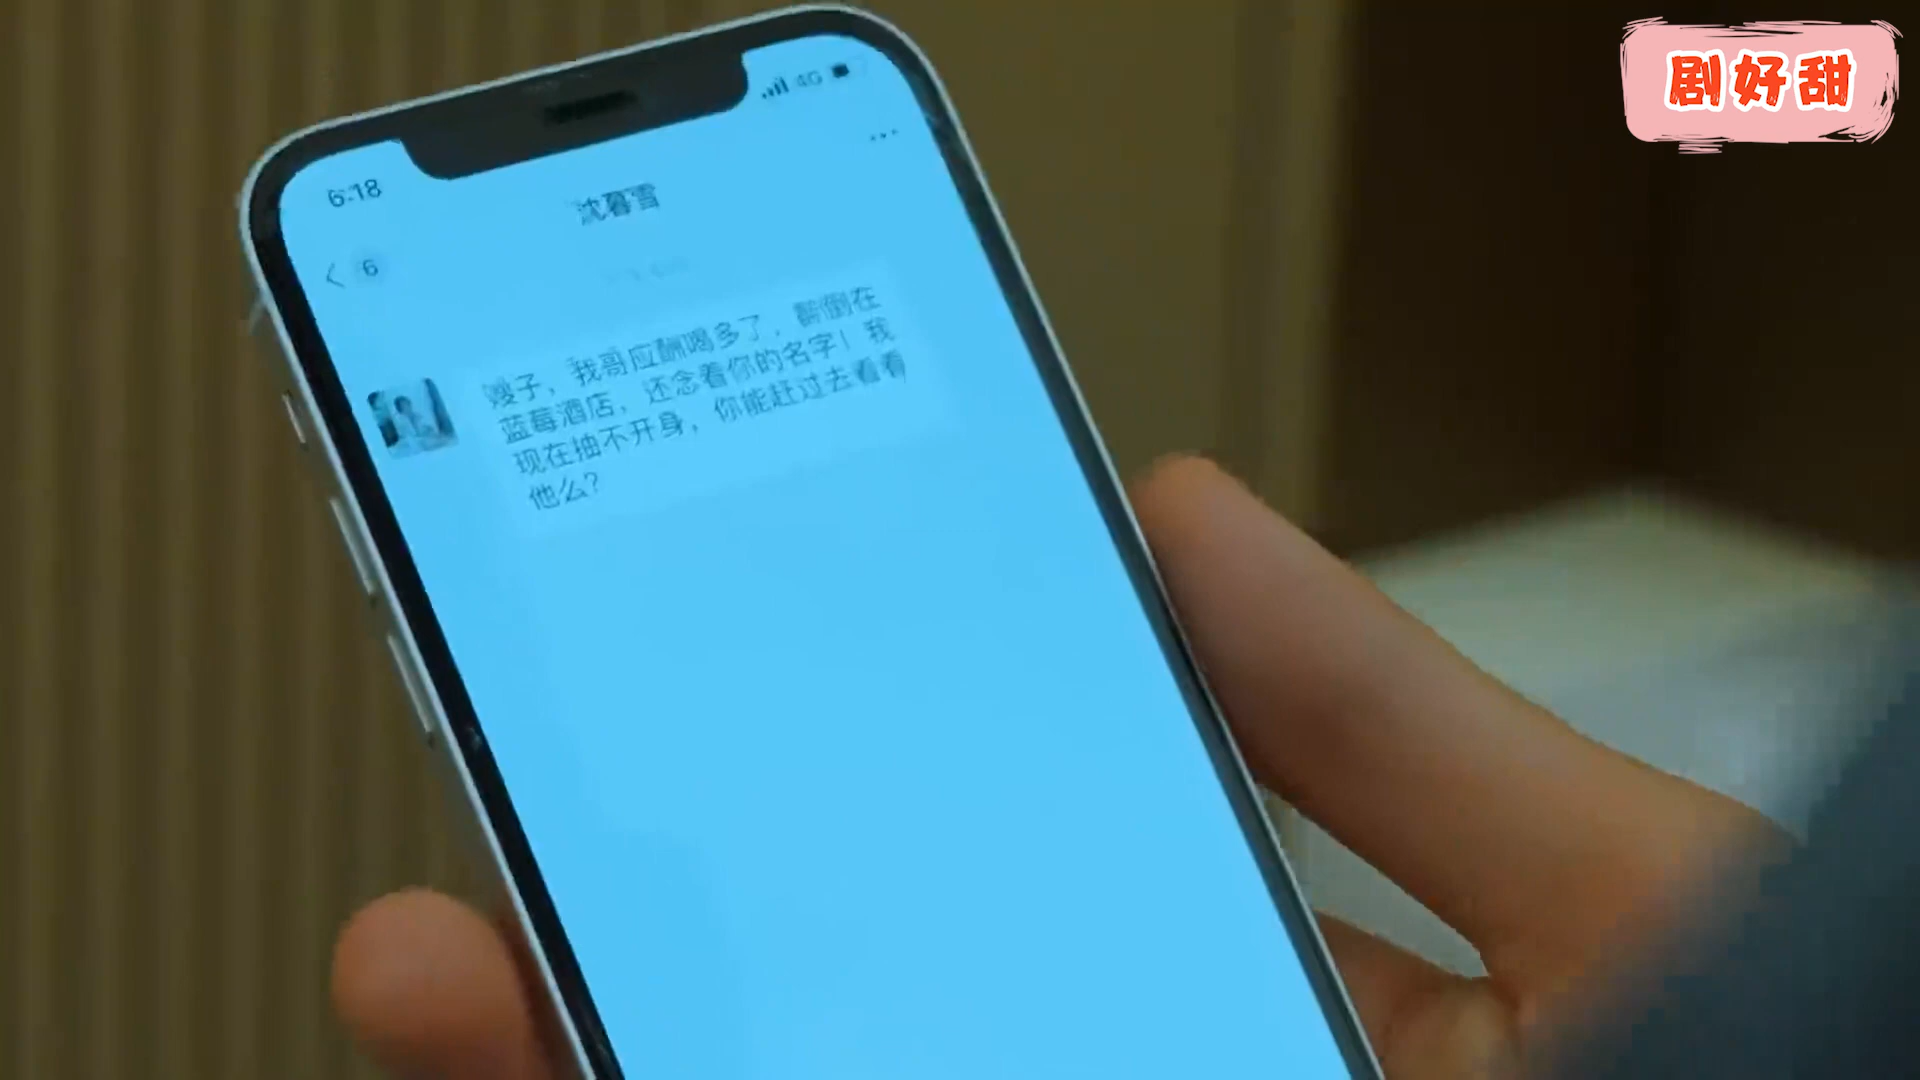 剧好甜
6:18
4G
沈暮雪
6
嫂子，我哥应酬喝多了，醉倒在
蓝莓酒店，还念着你的名字！我
现在抽不开身，你能赶过去看看
他么？